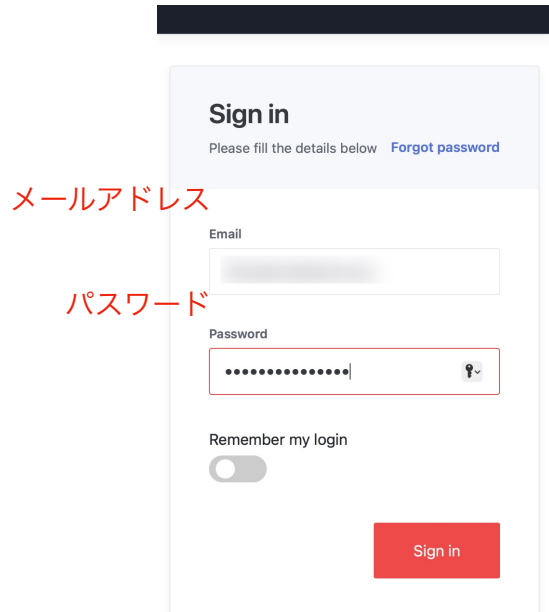 Sign in
Please fill the details below Forgot password
メールアドレス
Email
パスワード
Password
Remember my login
Sign in